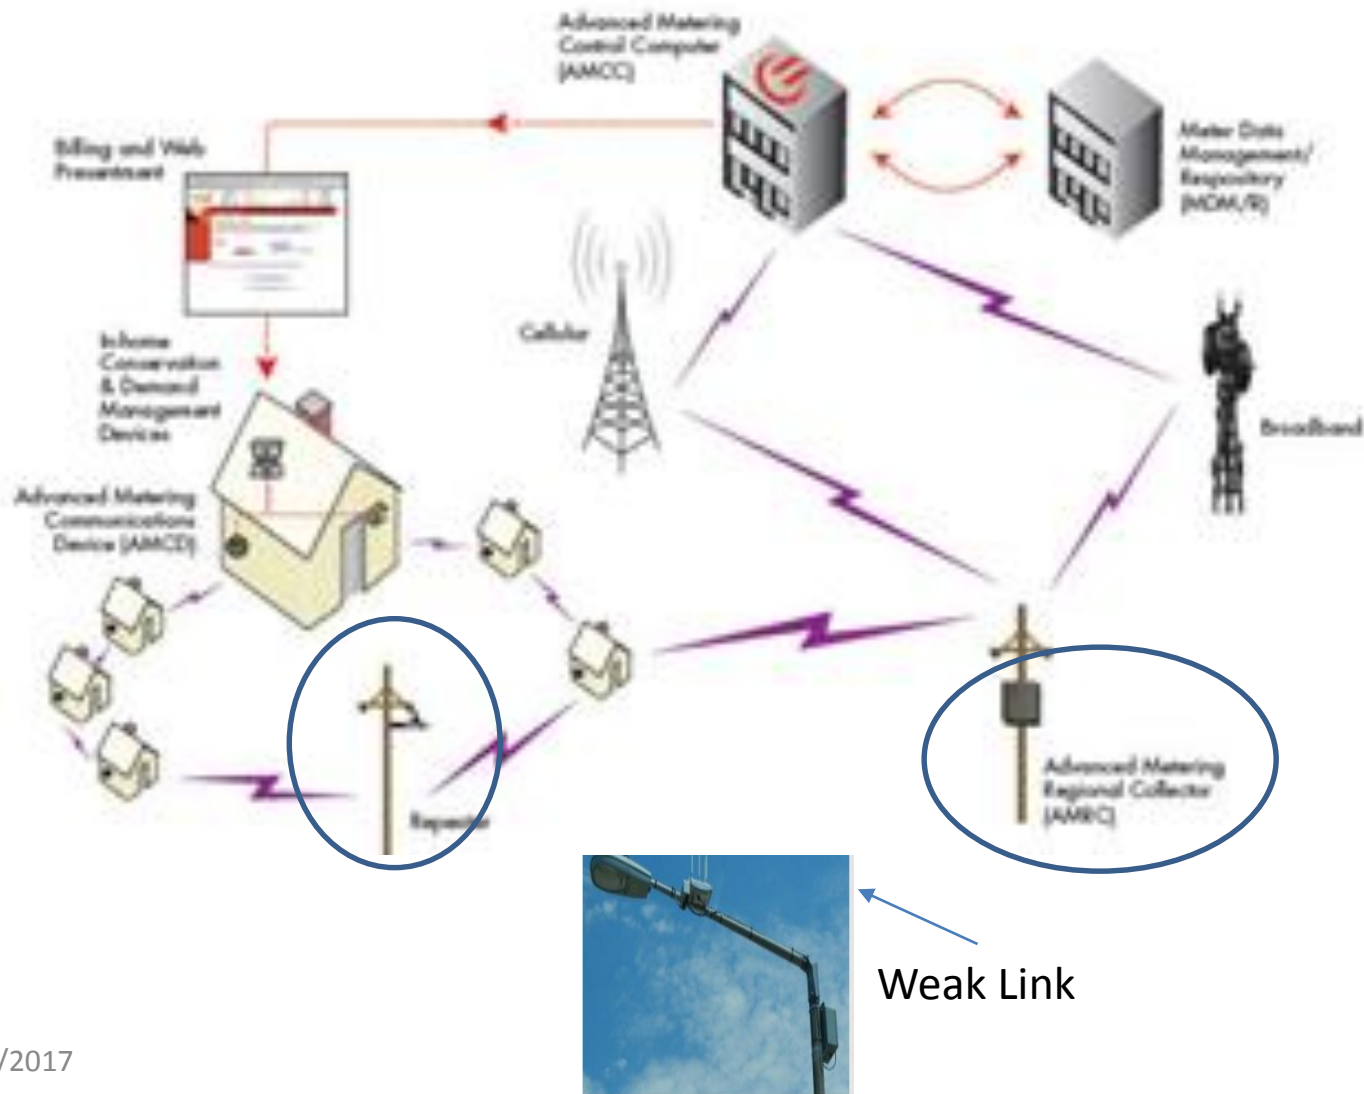 Advanced Metering
Control Computer
(AMCC)
Billing and Web
Presentment
Meter Data
Management/
Respository
(MDM/R)
Cellular
In-home
Conservation
& Demand
Management
Devices
Broadband
Advanced Metering
Communications
Device (AMCD)
Repeater
Advanced Metering
Regional Collector
(AMRC)
Weak Link
/2017